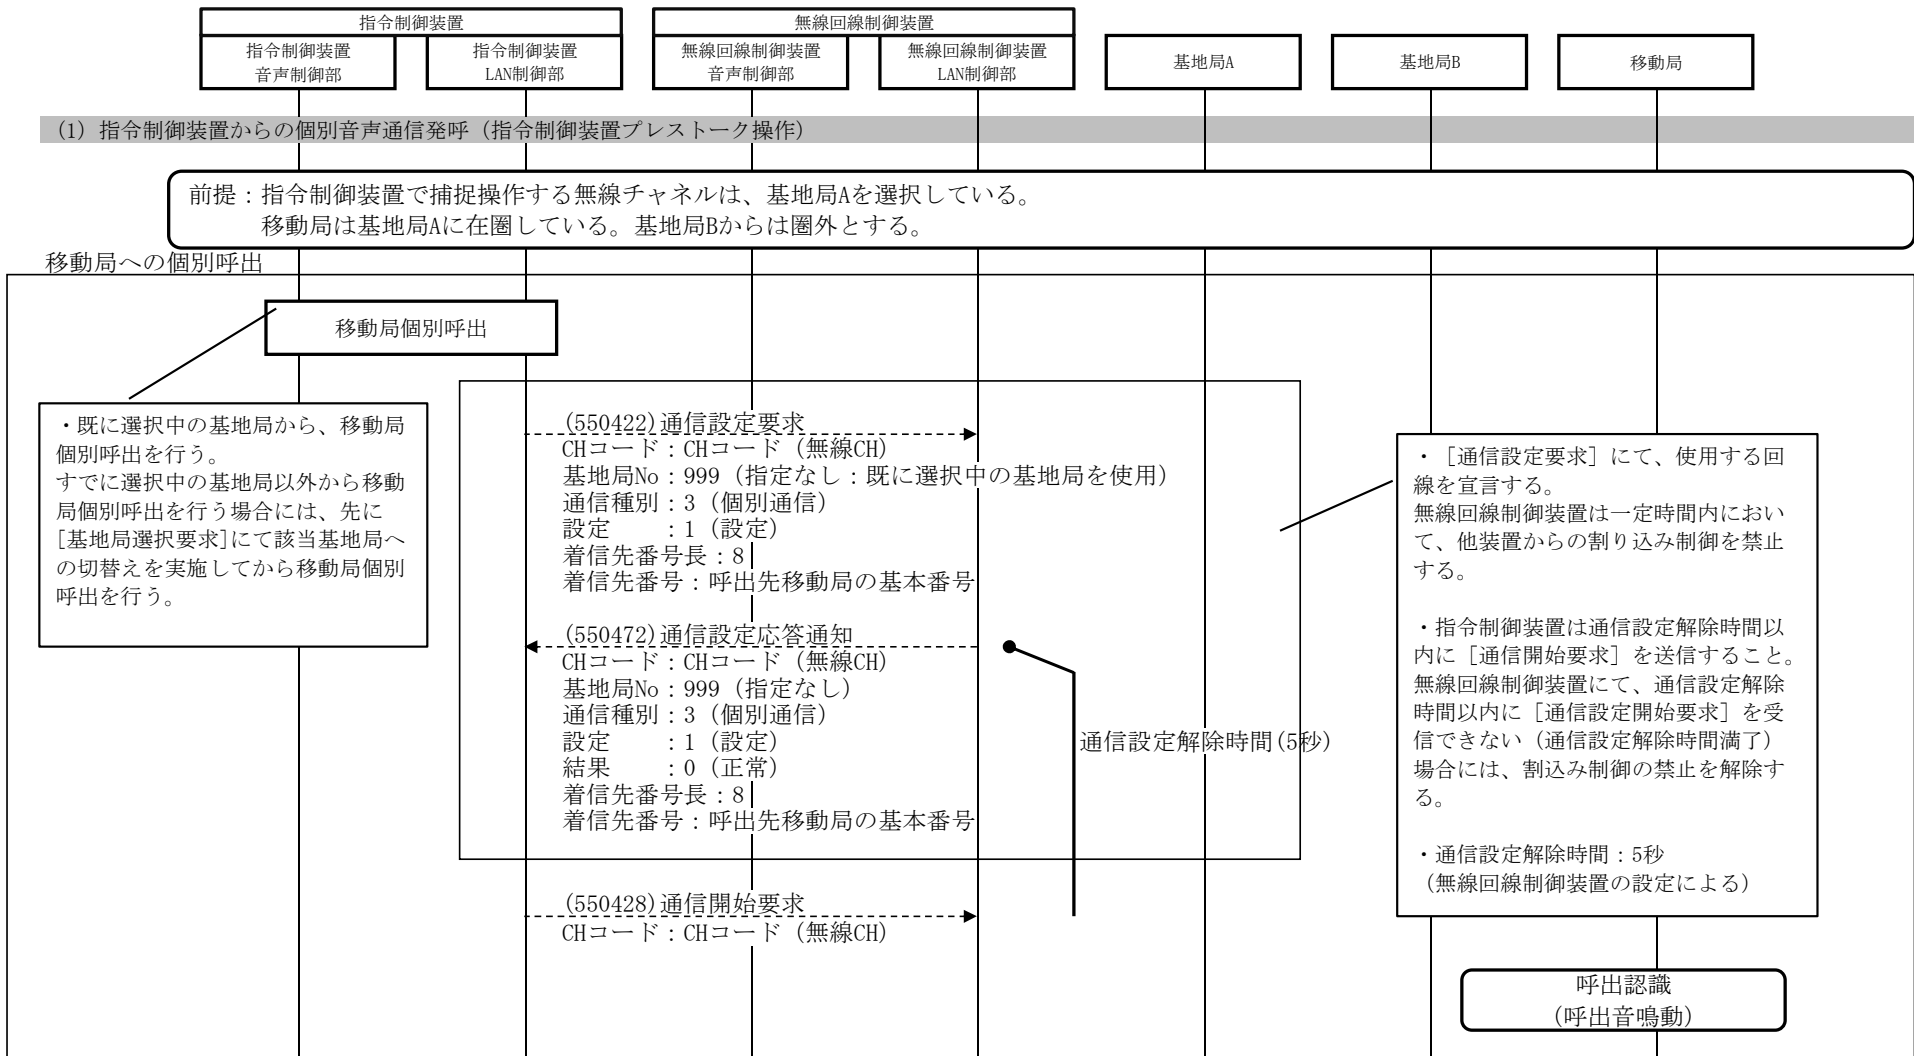 指令制御装置
無線回線制御装置
指令制御装置
音声制御部
指令制御装置
LAN制御部
無線回線制御装置
音声制御部
無線回線制御装置
LAN制御部
基地局A
基地局B
移動局
(1) 指令制御装置からの個別音声通信発呼（指令制御装置プレストーク操作）
前提：指令制御装置で捕捉操作する無線チャネルは、基地局Aを選択している。
移動局は基地局Aに在圏している。基地局Bからは圏外とする。
移動局への個別呼出
移動局個別呼出
・既に選択中の基地局から、移動局
個別呼出を行う。
すでに選択中の基地局以外から移動
局個別呼出を行う場合には、先に
[基地局選択要求]にて該当基地局へ
の切替えを実施してから移動局個別
呼出を行う。
(550422)通信設定要求
CHコード：CHコード（無線CH）
基地局No：999（指定なし：既に選択中の基地局を使用）
通信種別：3（個別通信）
設定　　：1（設定）
着信先番号長：8
着信先番号：呼出先移動局の基本番号
(550472)通信設定応答通知
CHコード：CHコード（無線CH）
基地局No：999（指定なし）
通信種別：3（個別通信）
設定　　：1（設定）
結果　　：0（正常）
着信先番号長：8
着信先番号：呼出先移動局の基本番号
通信設定解除時間(5秒)
(550428)通信開始要求
CHコード：CHコード（無線CH）
・［通信設定要求］にて、使用する回
線を宣言する。
無線回線制御装置は一定時間内におい
て、他装置からの割り込み制御を禁止
する。
・指令制御装置は通信設定解除時間以
内に［通信開始要求］を送信すること。
無線回線制御装置にて、通信設定解除
時間以内に［通信設定開始要求］を受
信できない（通信設定解除時間満了）
場合には、割込み制御の禁止を解除す
る。
・通信設定解除時間：5秒
（無線回線制御装置の設定による）
呼出認識
（呼出音鳴動）